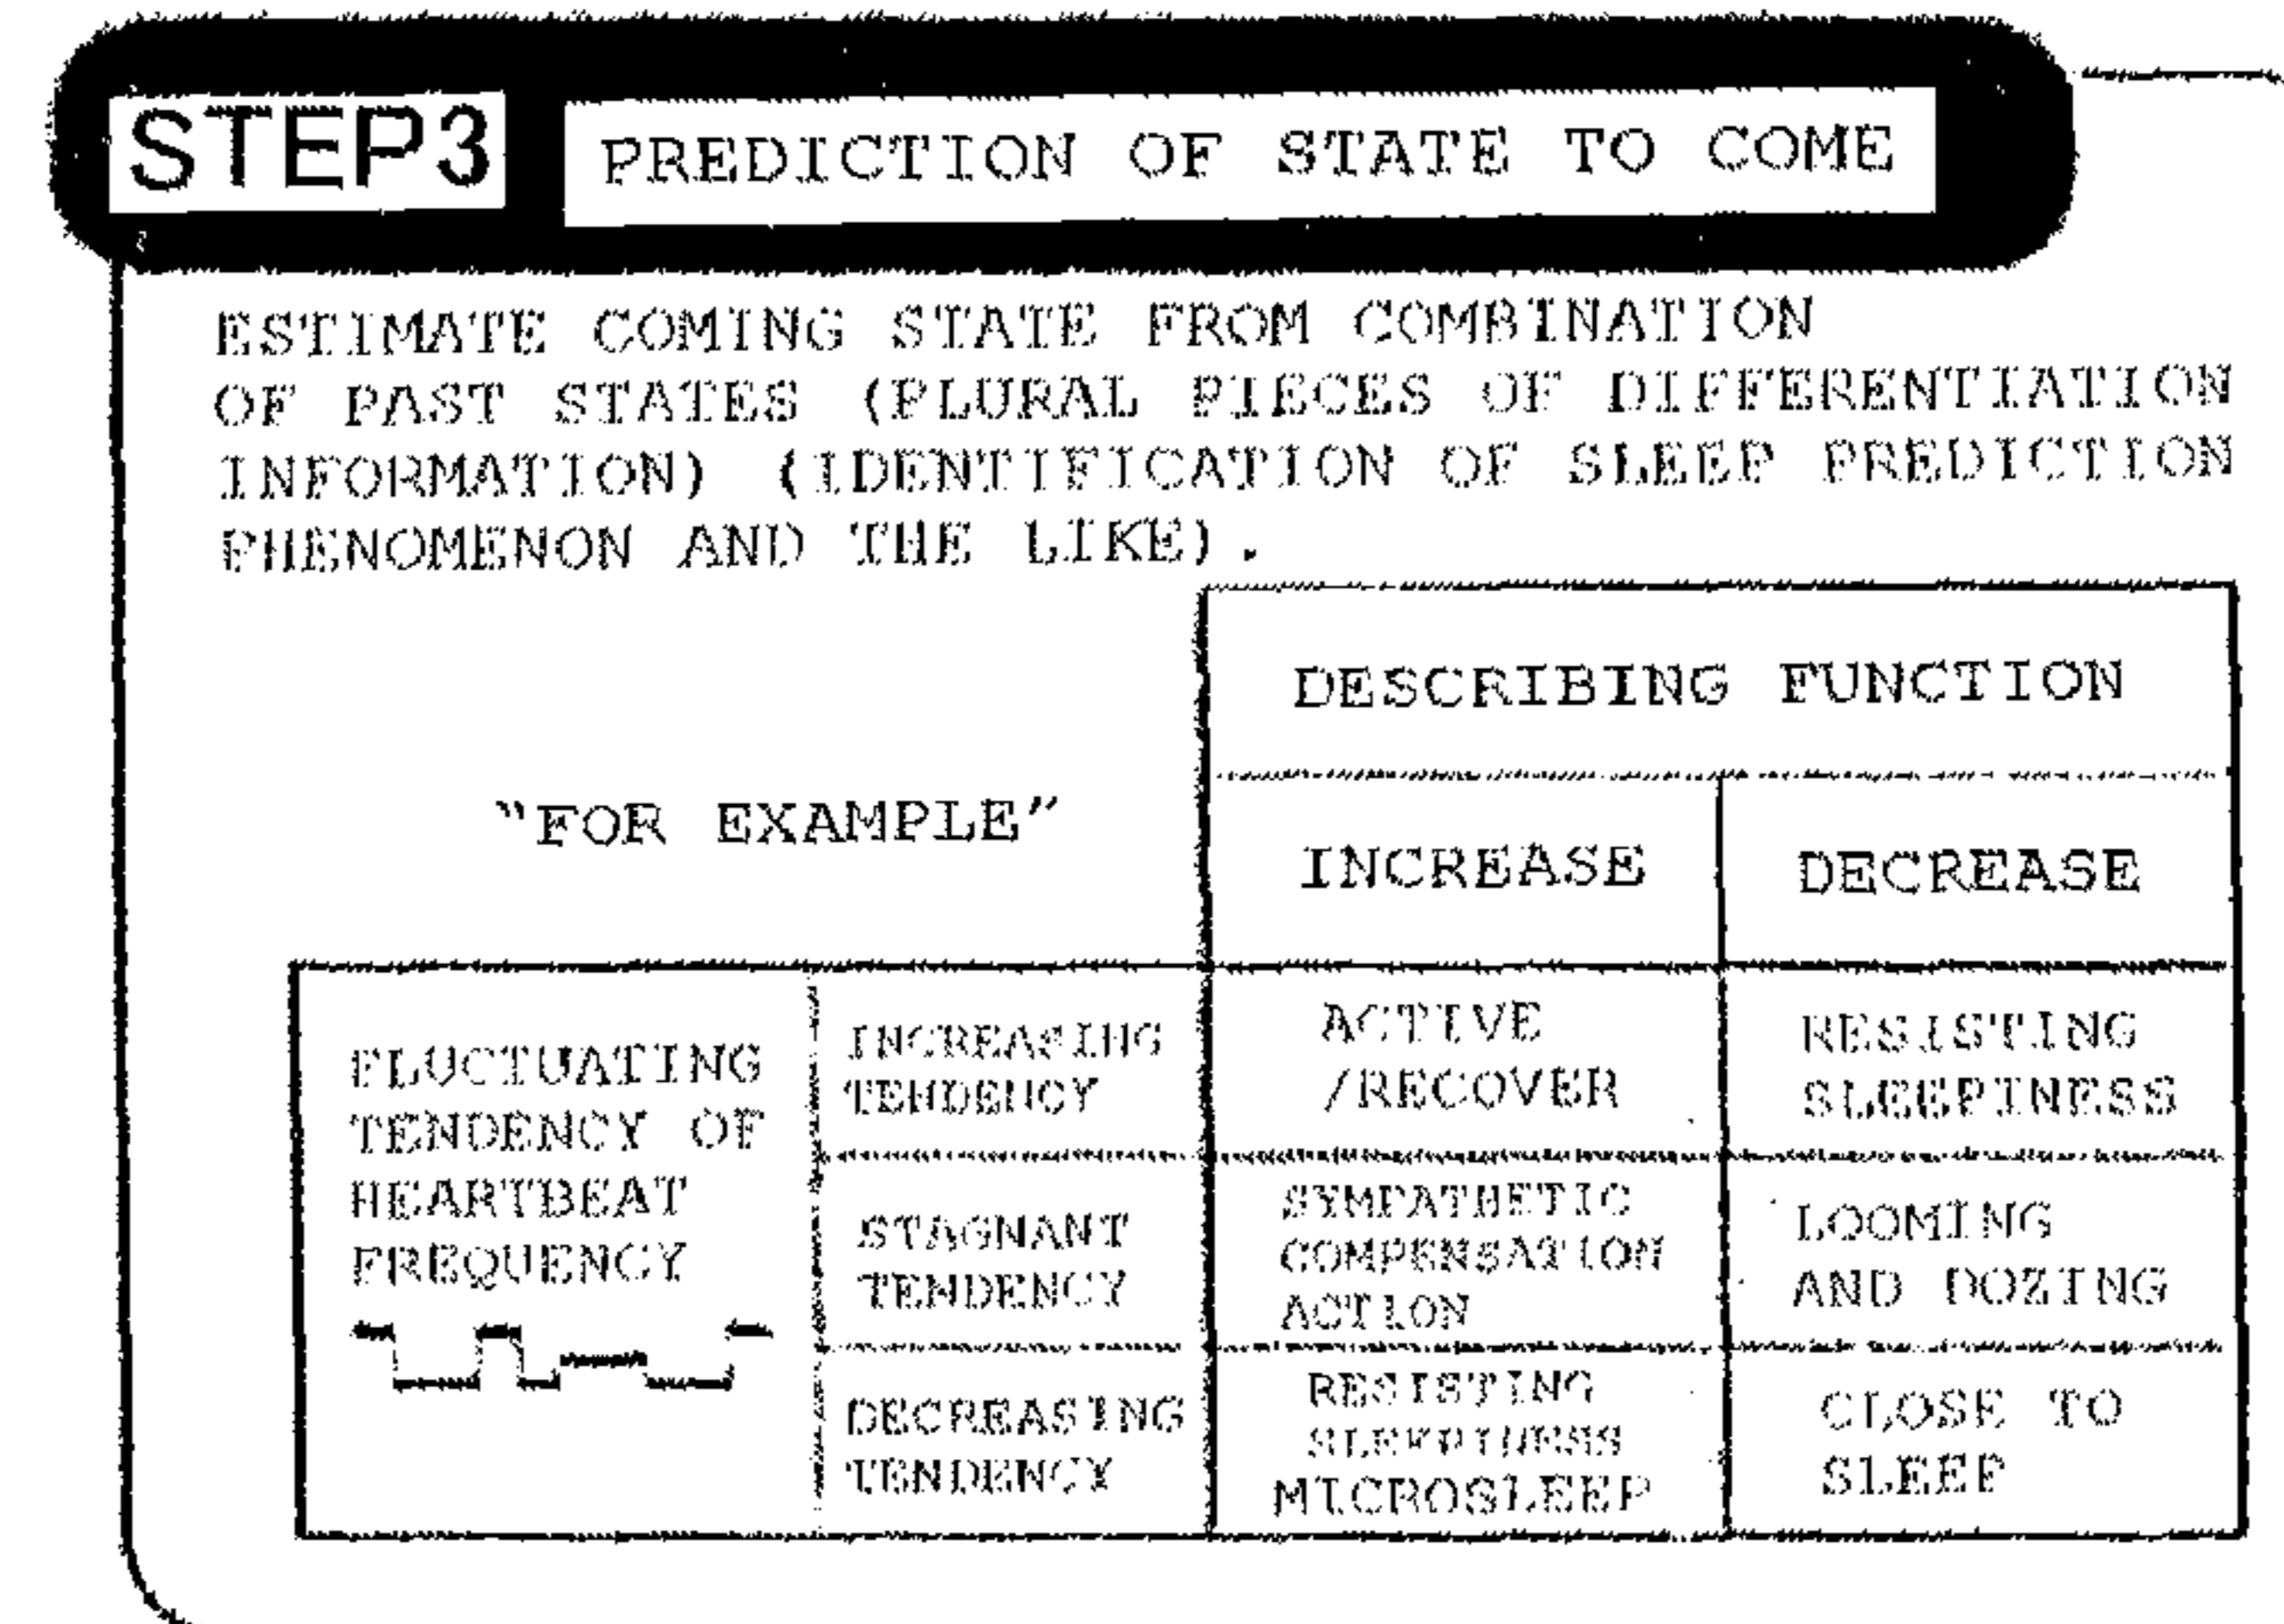 STEP3 PREDICTION OF STATE TO COME
ESTIMATE COMING STATE FROM COMBINATION
OF PAST STATES (PLURAL PIECES OF DIFFERENTIATION
INFORMATION) (IDENTIFICATION OF SLEEP PREDICTION
PHENOMENON AND THE LIKE).
"FOR EXAMPLE"
DESCRIBING FUNCTION
INCREASE
DECREASE
FLUCTUATING
TENDENCY OF
HEARTBEAT
FREQUENCY
INCREASING
TENDENCY
ACTIVE
/RECOVER
RESISTING
SLEEPINESS
STAGNANT
TENDENCY
SYMPATHETIC
COMPENSATION
ACTION
LOOMING
AND DOZING
DECREASING
TENDENCY
RESISTING
SLEEPINESS
MICROSLEEP
CLOSE TO
SLEEP